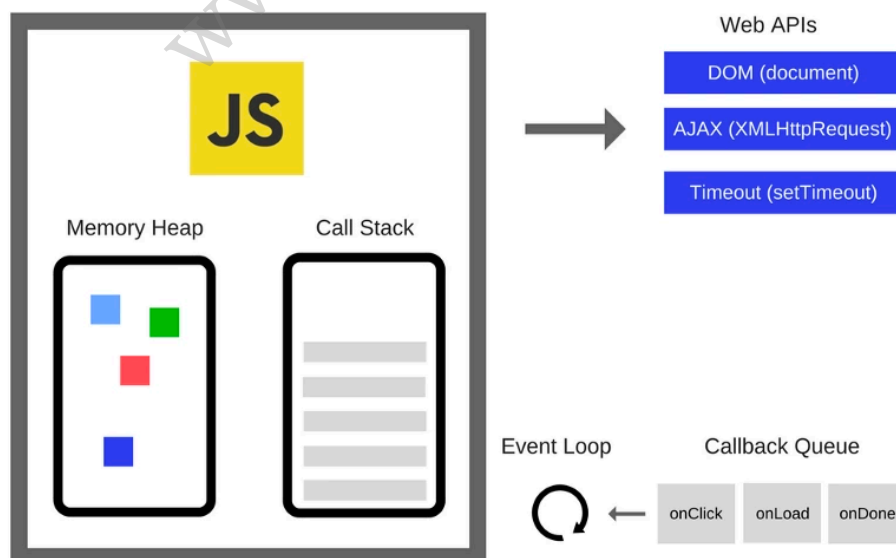 JS
Memory Heap
Call Stack
Web APIs
DOM (document)
AJAX (XMLHttpRequest)
Timeout (setTimeout)
Event Loop
Callback Queue
onClick
onLoad
onDone